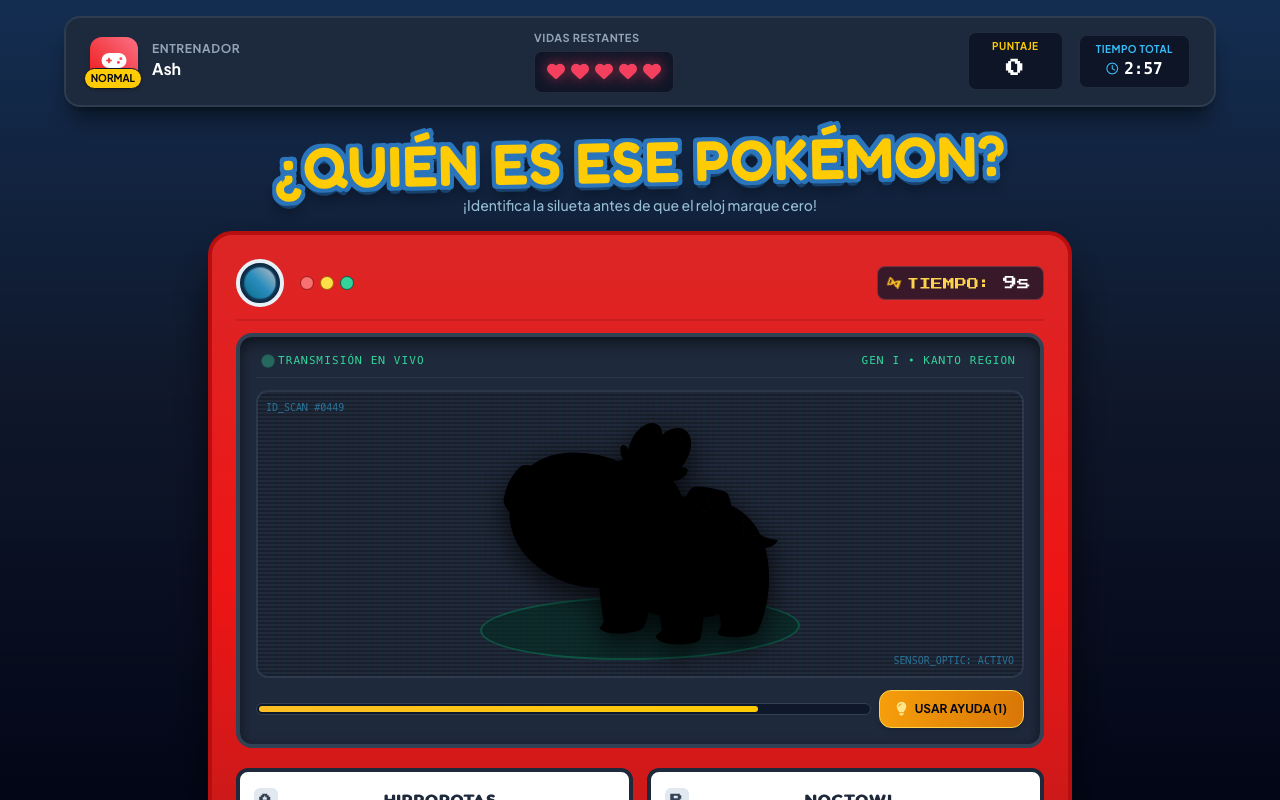 ENTRENADOR
Ash
NORMAL
VIDAS RESTANTES
PUNTAJE
0
TIEMPO TOTAL
2:57
¿QUIÉN ES ESE POKÉMON?
¡Identifica la silueta antes de que el reloj marque cero!
TIEMPO: 9s
TRANSMISIÓN EN VIVO
GEN I • KANTO REGION
ID_SCAN #0449
SENSOR_OPTIC: ACTIVO
USAR AYUDA (1)
HIPPOPOTAS
B NOCTOWL